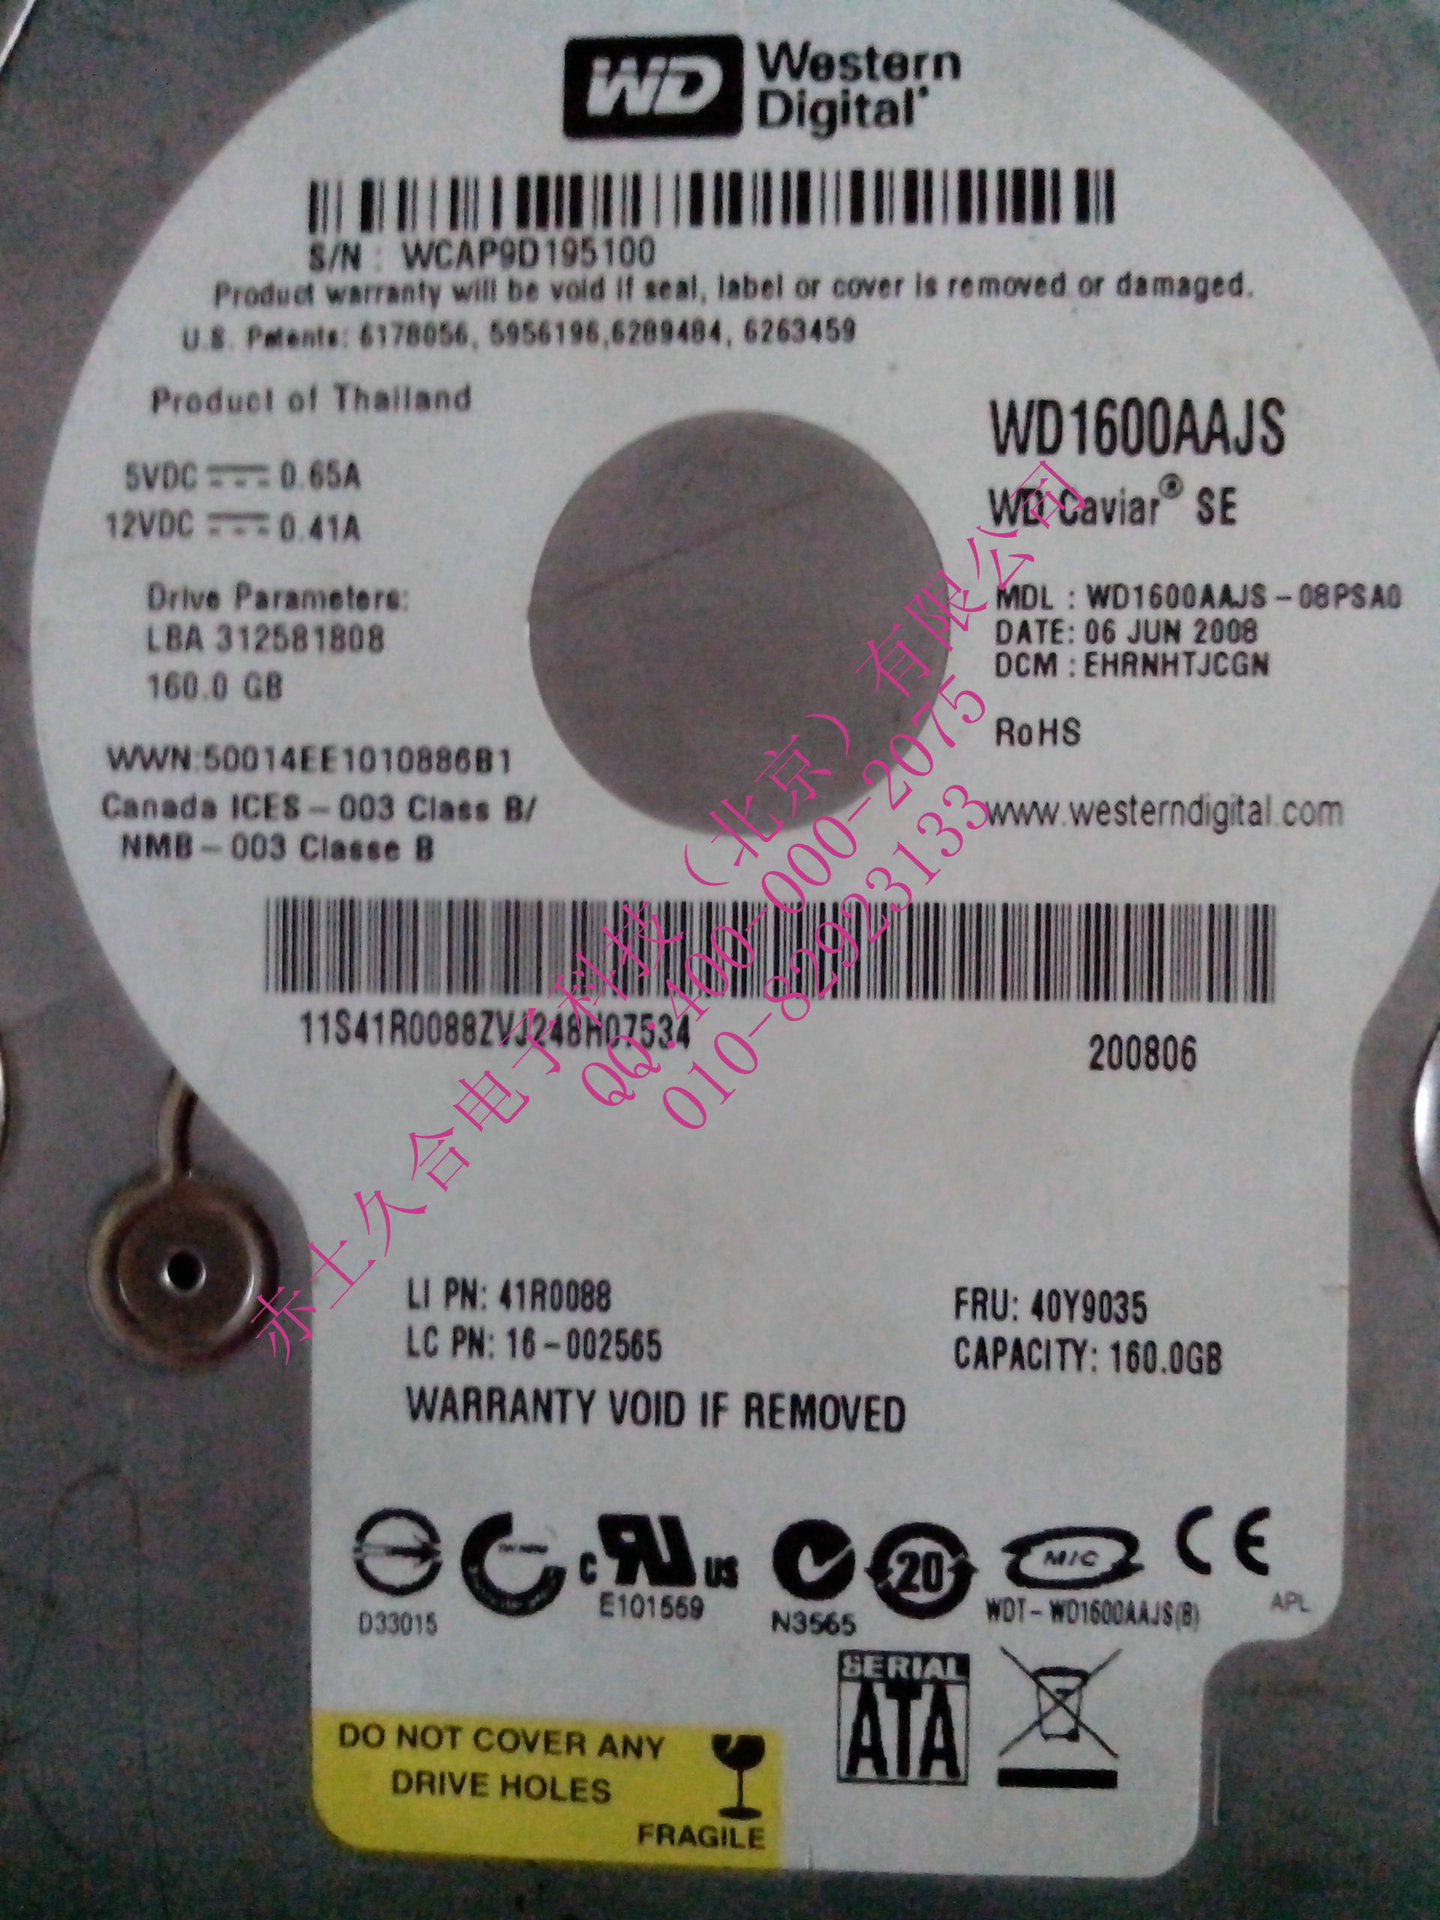 WD Western
Digital
S/N : WCAP9D195100
Product warranty will be void if seal, label or cover is removed or damaged.
U.S. Patents: 6178056, 5956196,6289484, 6263459
Product of Thailand
5VDC 0.65A
12VDC 0.41A
Drive Parameters:
LBA 312581808
160.0 GB
WWN:50014EE1010886B1
Canada ICES-003 Class B/
NMB-003 Classe B
WD1600AAJS
WD Caviar® SE
MDL : WD1600AAJS-08PSA0
DATE: 06 JUN 2008
DCM : EHRNHTJCGN
RoHS
www.westerndigital.com
11S41R0088ZVJ248H07534
200806
赤土久合电子科技（北京）有限公司
QQ:400-000-2075
010-82923133
LI PN: 41R0088
LC PN: 16-002565
FRU: 40Y9035
CAPACITY: 160.0GB
WARRANTY VOID IF REMOVED
D33015
C UR US
E101559
N3565
20
MIC
WDT-WD1600AAJS(B)
CE
APL
SERIAL
ATA
DO NOT COVER ANY
DRIVE HOLES
FRAGILE